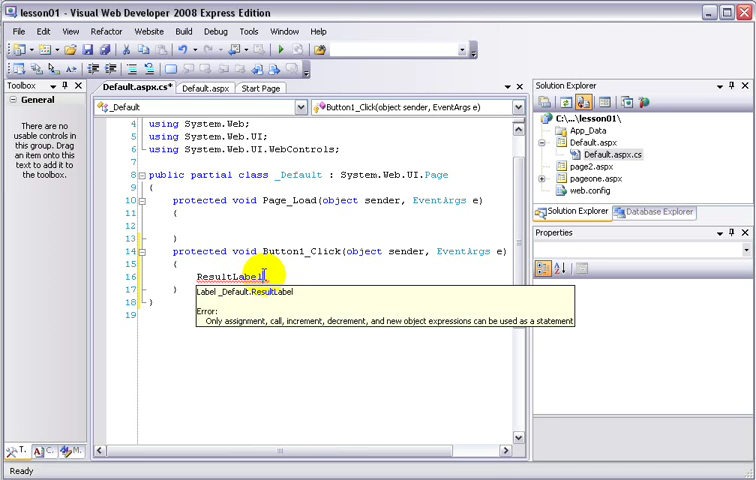 lesson01 - Visual Web Developer 2008 Express Edition
File Edit View Refactor Website Build Debug Tools Window Help
Toolbox
General
There are no
usable controls in
this group. Drag
an item onto this
text to add it to
the toolbox.
T.. C. M.
Default.aspx.cs* Default.aspx Start Page
_Default Button1_Click(object sender, EventArgs e)
4 using System.Web;
5 using System.Web.UI;
6 using System.Web.UI.WebControls;
7
8 public partial class _Default : System.Web.UI.Page
9 {
10 protected void Page_Load(object sender, EventArgs e)
11 {
12
13 }
14 protected void Button1_Click(object sender, EventArgs e)
15 {
16 ResultLabel
17 }
18 }
19
Label _Default.ResultLabel
Error:
Only assignment, call, increment, decrement, and new object expressions can be used as a statement
Solution Explorer
C:\...\lesson01\
App_Data
Default.aspx
Default.aspx.cs
page2.aspx
pageone.aspx
web.config
Solution Explorer Database Explorer
Properties
Ready